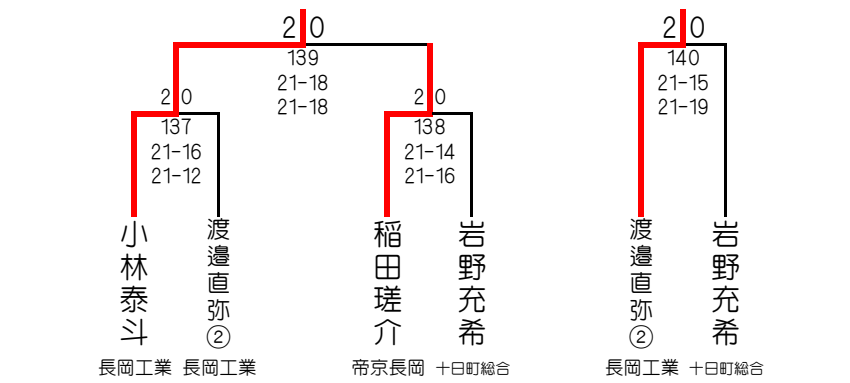 2 0
139
21-18
21-18
2 0
137
21-16
21-12
2 0
138
21-14
21-16
小林泰斗
長岡工業
渡邉直弥②
長岡工業
稲田瑳介
帝京長岡
岩野充希
十日町総合
2 0
140
21-15
21-19
渡邉直弥②
長岡工業
岩野充希
十日町総合